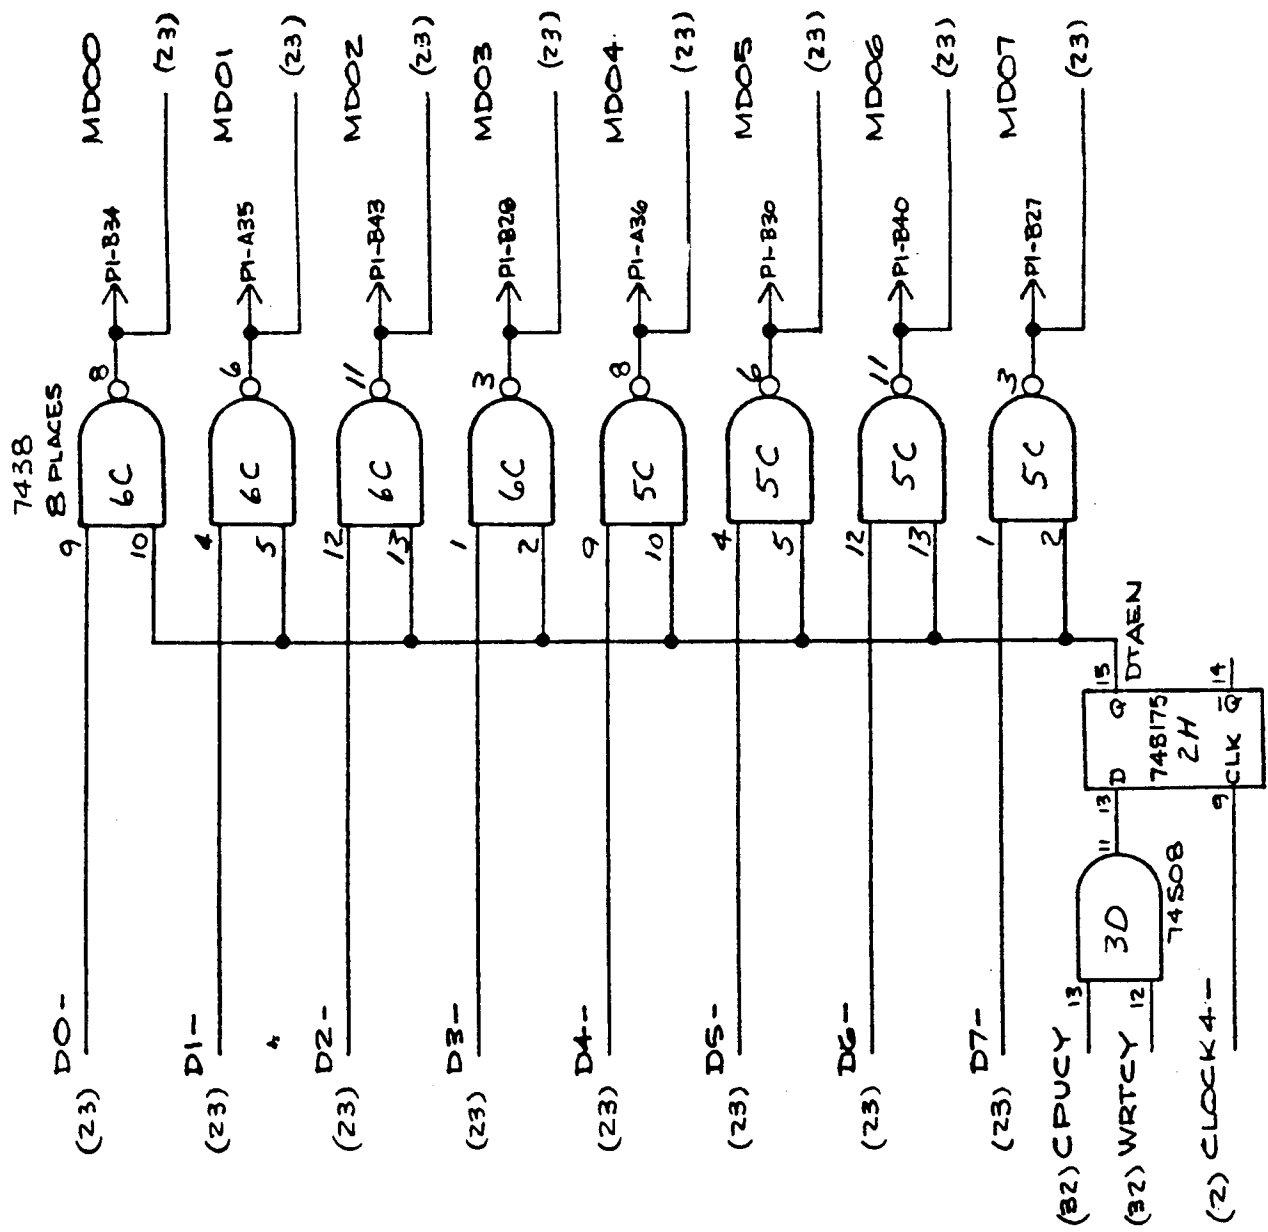 7438
8 PLACES
(23) D0- 9 10 6C 8 P1-B34 MD00 (23)
(23) D1- 4 5 6C 6 P1-A35 MD01 (23)
(23) D2- 12 13 6C 11 P1-B43 MD02 (23)
(23) D3- 1 2 6C 3 P1-B28 MD03 (23)
(23) D4- 9 10 5C 8 P1-A36 MD04 (23)
(23) D5- 4 5 5C 6 P1-B30 MD05 (23)
(23) D6- 12 13 5C 11 P1-B40 MD06 (23)
(23) D7- 1 2 5C 3 P1-B27 MD07 (23)
(32) CPUCY 13
(32) WRTCY 12
3D 11
74S08
13 D Q 15 DTAEN
74S175
2H
(2) CLOCK4- 9 CLK Q 14